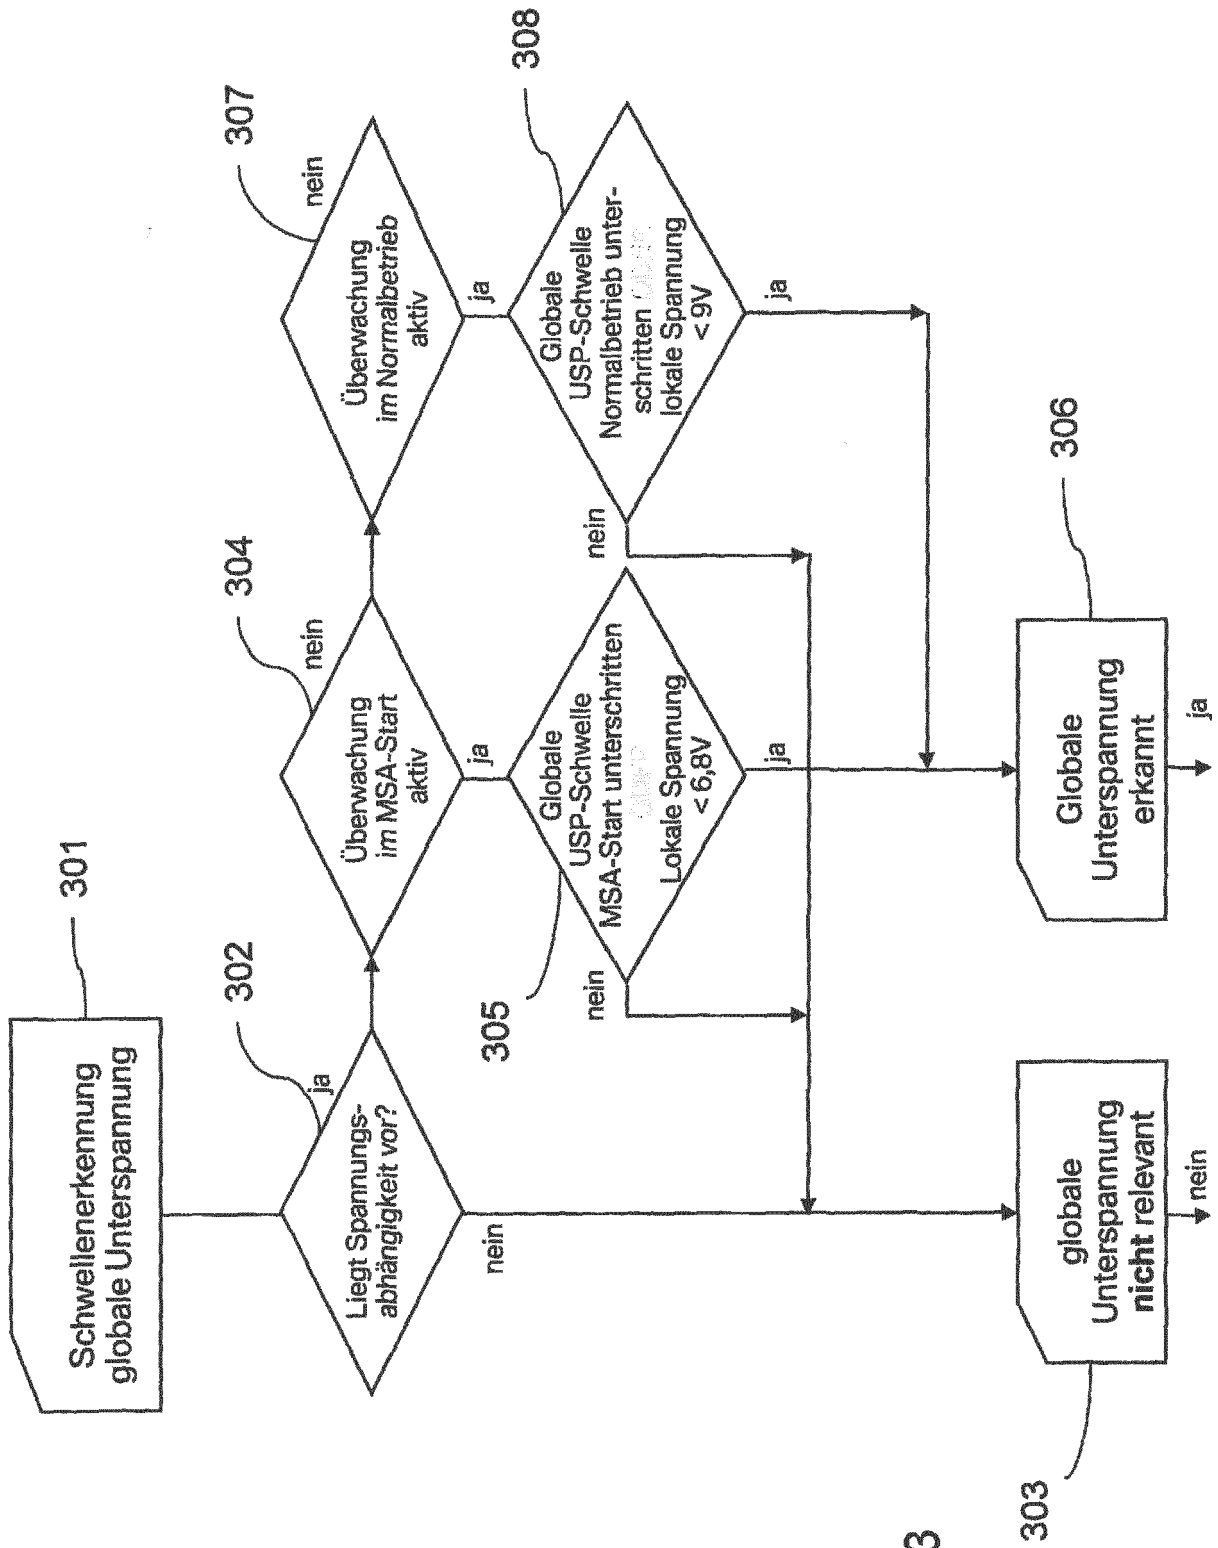 301
Schwellenerkennung
globale Unterspannung
302
Liegt Spannungs-
abhängigkeit vor?
ja
nein
304
Überwachung
im MSA-Start
aktiv
nein
ja
307
Überwachung
im Normalbetrieb
aktiv
nein
ja
305
Globale
USP-Schwelle
MSA-Start unterschritten
Lokale Spannung
< 6,8V
nein
ja
308
Globale
USP-Schwelle
Normalbetrieb unter-
schritten
lokale Spannung
< 9V
nein
ja
303
globale
Unterspannung
nicht relevant
nein
306
Globale
Unterspannung
erkannt
ja
3